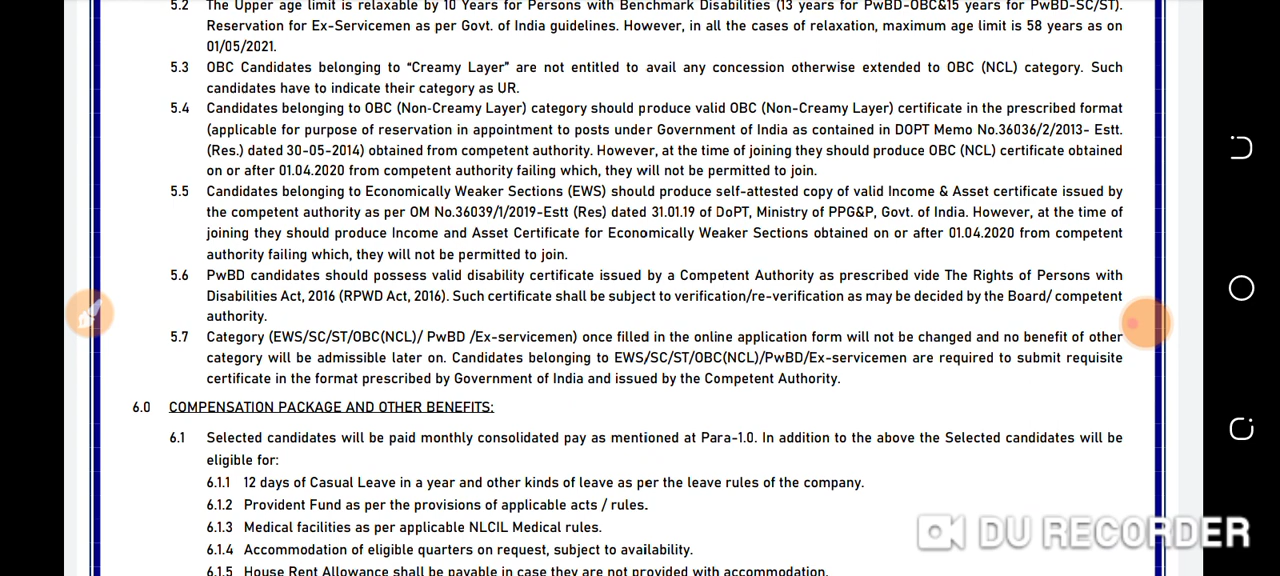 5.2 The Upper age limit is relaxable by 10 Years for Persons with Benchmark Disabilities (13 years for PwBD-OBC&15 years for PwBD-SC/ST).
Reservation for Ex-Servicemen as per Govt. of India guidelines. However, in all the cases of relaxation, maximum age limit is 58 years as on
01/05/2021.
5.3 OBC Candidates belonging to “Creamy Layer” are not entitled to avail any concession otherwise extended to OBC (NCL) category. Such
candidates have to indicate their category as UR.
5.4 Candidates belonging to OBC (Non-Creamy Layer) category should produce valid OBC (Non-Creamy Layer) certificate in the prescribed format
(applicable for purpose of reservation in appointment to posts under Government of India as contained in DOPT Memo No.36036/2/2013- Estt.
(Res.) dated 30-05-2014) obtained from competent authority. However, at the time of joining they should produce OBC (NCL) certificate obtained
on or after 01.04.2020 from competent authority failing which, they will not be permitted to join.
5.5 Candidates belonging to Economically Weaker Sections (EWS) should produce self-attested copy of valid Income & Asset certificate issued by
the competent authority as per OM No.36039/1/2019-Estt (Res) dated 31.01.19 of DoPT, Ministry of PPG&P, Govt. of India. However, at the time of
joining they should produce Income and Asset Certificate for Economically Weaker Sections obtained on or after 01.04.2020 from competent
authority failing which, they will not be permitted to join.
5.6 PwBD candidates should possess valid disability certificate issued by a Competent Authority as prescribed vide The Rights of Persons with
Disabilities Act, 2016 (RPWD Act, 2016). Such certificate shall be subject to verification/re-verification as may be decided by the Board/ competent
authority.
5.7 Category (EWS/SC/ST/OBC(NCL)/ PwBD /Ex-servicemen) once filled in the online application form will not be changed and no benefit of other
category will be admissible later on. Candidates belonging to EWS/SC/ST/OBC(NCL)/PwBD/Ex-servicemen are required to submit requisite
certificate in the format prescribed by Government of India and issued by the Competent Authority.
6.0 COMPENSATION PACKAGE AND OTHER BENEFITS:
6.1 Selected candidates will be paid monthly consolidated pay as mentioned at Para-1.0. In addition to the above the Selected candidates will be
eligible for:
6.1.1 12 days of Casual Leave in a year and other kinds of leave as per the leave rules of the company.
6.1.2 Provident Fund as per the provisions of applicable acts / rules.
6.1.3 Medical facilities as per applicable NLCIL Medical rules.
6.1.4 Accommodation of eligible quarters on request, subject to availability.
6.1.5 House Rent Allowance shall be payable in case they are not provided with accommodation.
DU RECORDER